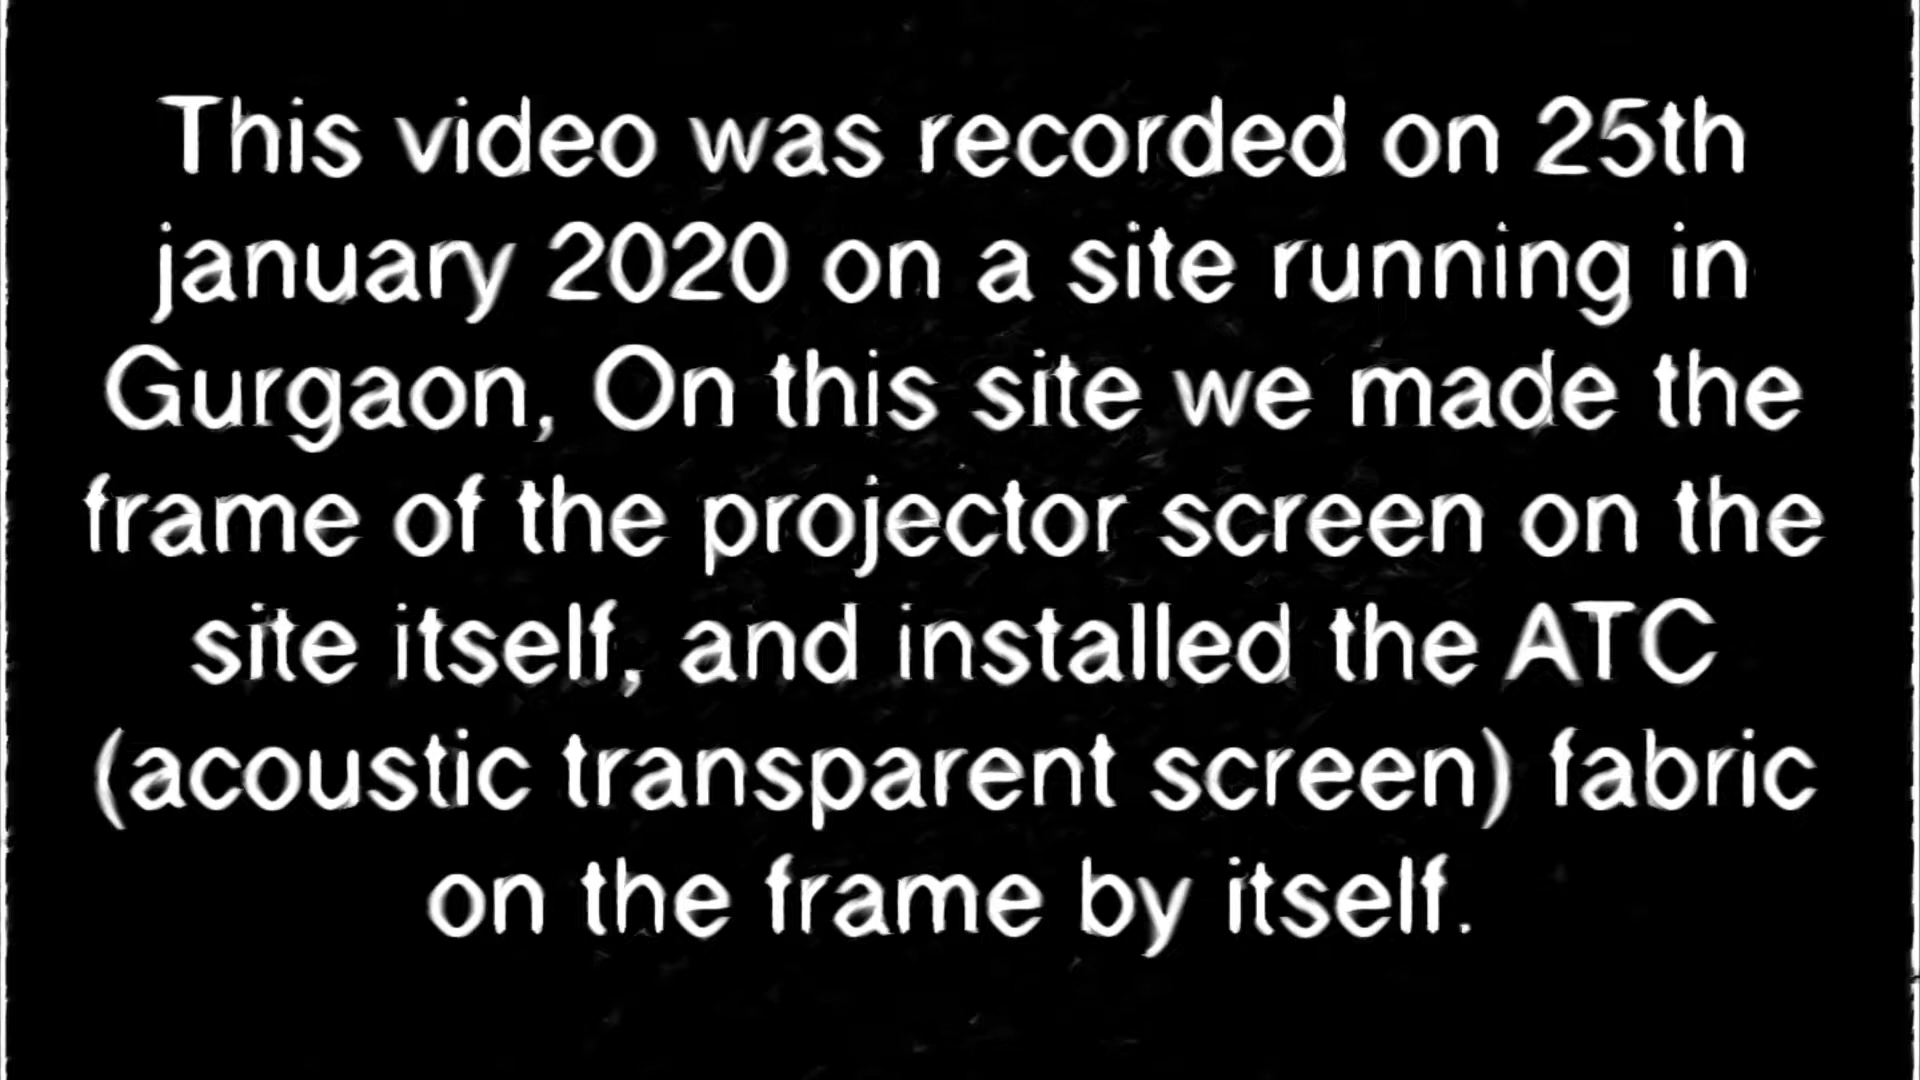 This video was recorded on 25th
january 2020 on a site running in
Gurgaon, On this site we made the
frame of the projector screen on the
site itself, and installed the ATC
(acoustic transparent screen) fabric
on the frame by itself.